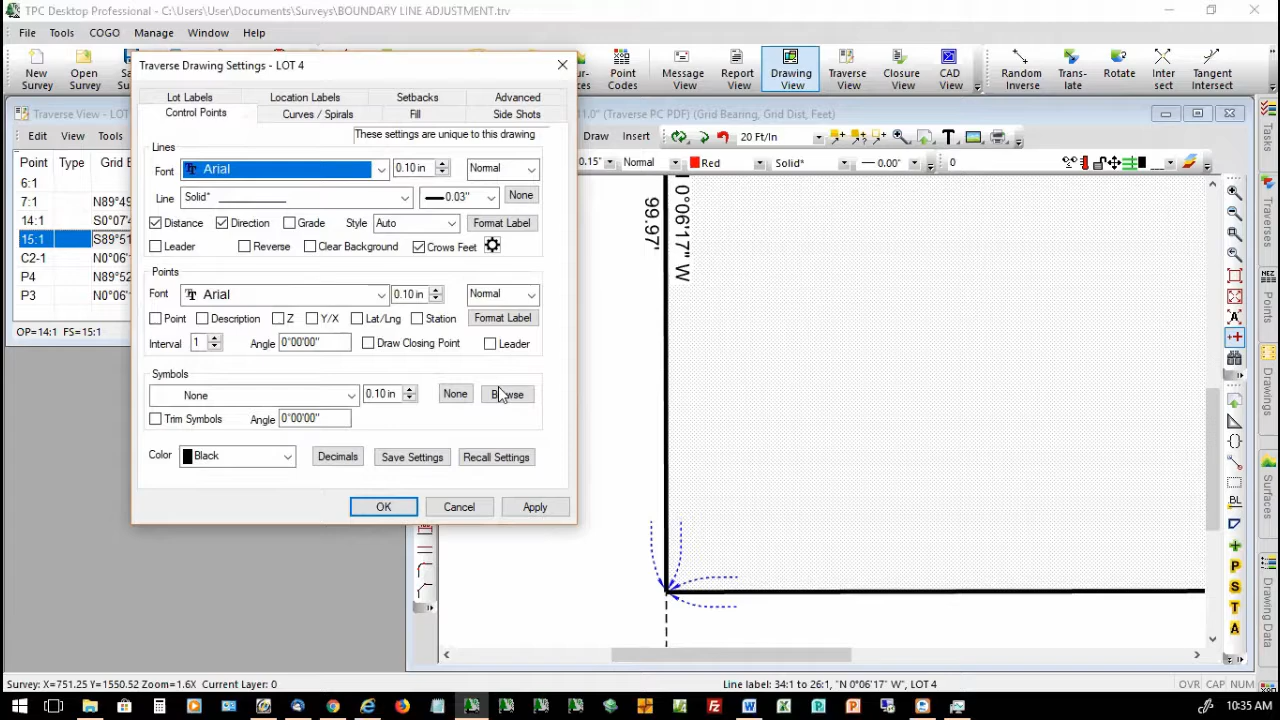 TPC Desktop Professional - C:\Users\User\Documents\Surveys\BOUNDARY LINE ADJUSTMENT.trv
File Tools COGO Manage Window Help
New Survey
Open Survey
Point Codes
Message View
Report View
Drawing View
Traverse View
Closure View
CAD View
Random Inverse
Trans- late
Rotate
Inter sect
Tangent Intersect
Traverse View -
Edit View Tools
Point Type Grid B
6:1
7:1 N89°49
14:1 S0°07'4
15:1 S89°51
C2-1 N0°06'1
P4 N89°52
P3 N0°06'
OP=14:1 FS=15:1
11.0" (Traverse PC PDF) (Grid Bearing, Grid Dist, Feet)
Draw Insert 20 Ft/In
0.15" Normal Red Solid* 0.00" 0
Traverse Drawing Settings - LOT 4
Lot Labels Location Labels Setbacks Advanced
Control Points Curves / Spirals Fill Side Shots
These settings are unique to this drawing
Lines
Font Arial 0.10 in Normal
Line Solid* 0.03" None
Distance Direction Grade Style Auto Format Label
Leader Reverse Clear Background Crows Feet
Points
Font Arial 0.10 in Normal
Point Description Z Y/X Lat/Lng Station Format Label
Interval 1 Angle 0°00'00" Draw Closing Point Leader
Symbols
None 0.10 in None Browse
Trim Symbols Angle 0°00'00"
Color Black Decimals Save Settings Recall Settings
OK Cancel Apply
99.97'
0°06'17" W
BL
P
S
T
A
Tasks
Traverses
Points
Drawings
Surfaces
Drawing Data
Survey: X=751.25 Y=1550.52 Zoom=1.6X Current Layer: 0
Line label: 34:1 to 26:1, "N 0°06'17" W", LOT 4
OVR CAP NUM
10:35 AM